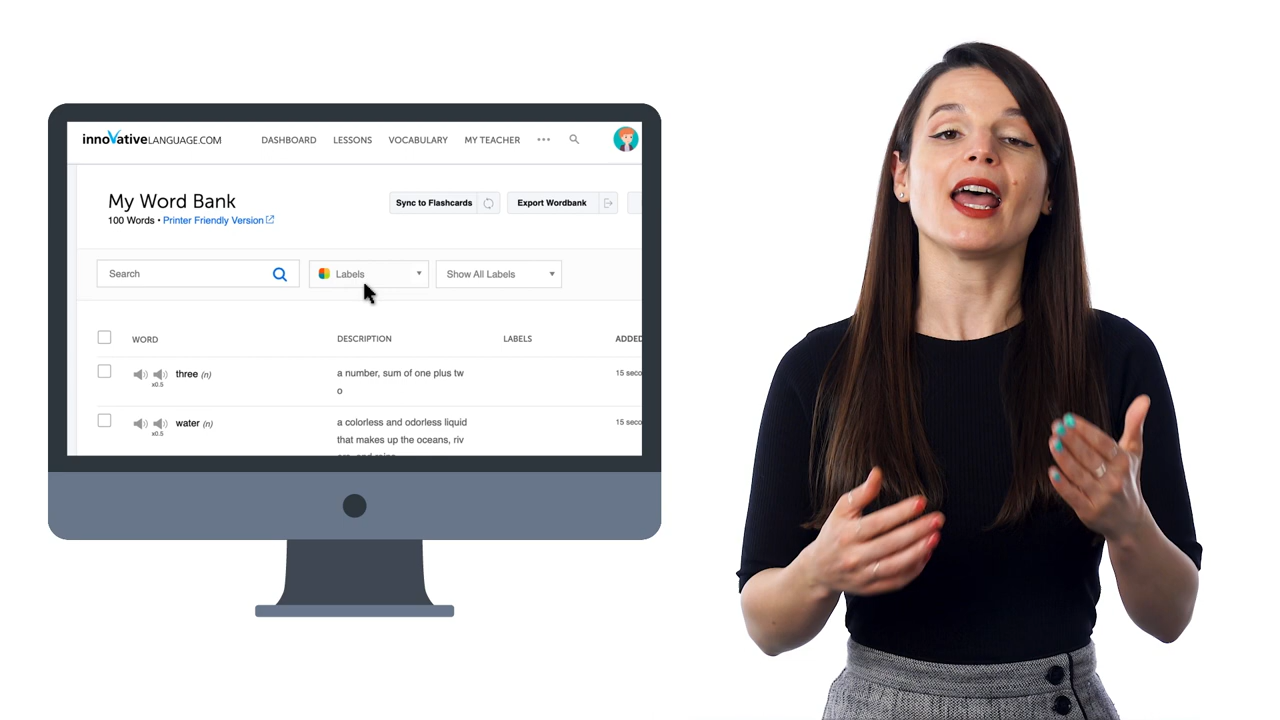 innoVativeLANGUAGE.COM DASHBOARD LESSONS VOCABULARY MY TEACHER
My Word Bank
Sync to Flashcards Export Wordbank
100 Words • Printer Friendly Version
Search Labels Show All Labels
WORD DESCRIPTION LABELS ADDED
three (n) a number, sum of one plus tw 15 seco
x0.5 o
water (n) a colorless and odorless liquid 15 seco
x0.5 that makes up the oceans, riv